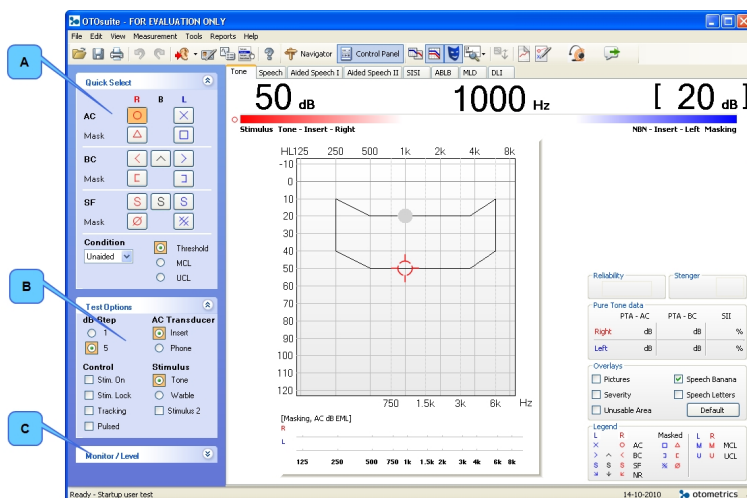 OTOsuite - FOR EVALUATION ONLY
File Edit View Measurement Tools Reports Help
Navigator Control Panel
Tone Speech Aided Speech I Aided Speech II SISI ABLB MLD DLI
A
Quick Select
R B L
AC
Mask
BC
Mask
SF S S S
Mask
Condition
Unaided
Threshold
MCL
UCL
B
Test Options
dB Step AC Transducer
1 Insert
5 Phone
Control Stimulus
Stim. On Tone
Stim. Lock Warble
Tracking Stimulus 2
Pulsed
C
Monitor / Level
50 dB 1000 Hz [ 20 dB ]
Stimulus Tone - Insert - Right NBN - Insert - Left Masking
HL 125 250 500 1k 2k 4k 8k
-10
0
10
20
30
40
50
60
70
80
90
100
110
120
750 1.5k 3k 6k Hz
[Masking, AC dB EML]
R
L
125 250 500 750 1k 1.5k 2k 3k 4k 6k 8k
Reliability Stenger
Pure Tone data
PTA - AC PTA - BC SII
Right dB dB %
Left dB dB %
Overlays
Pictures Speech Banana
Severity Speech Letters
Unusable Area Default
Legend
L R Masked L R
X O AC M M MCL
> < BC U U UCL
S S S SF
NR
Ready - Startup user test 14-10-2010 otometrics